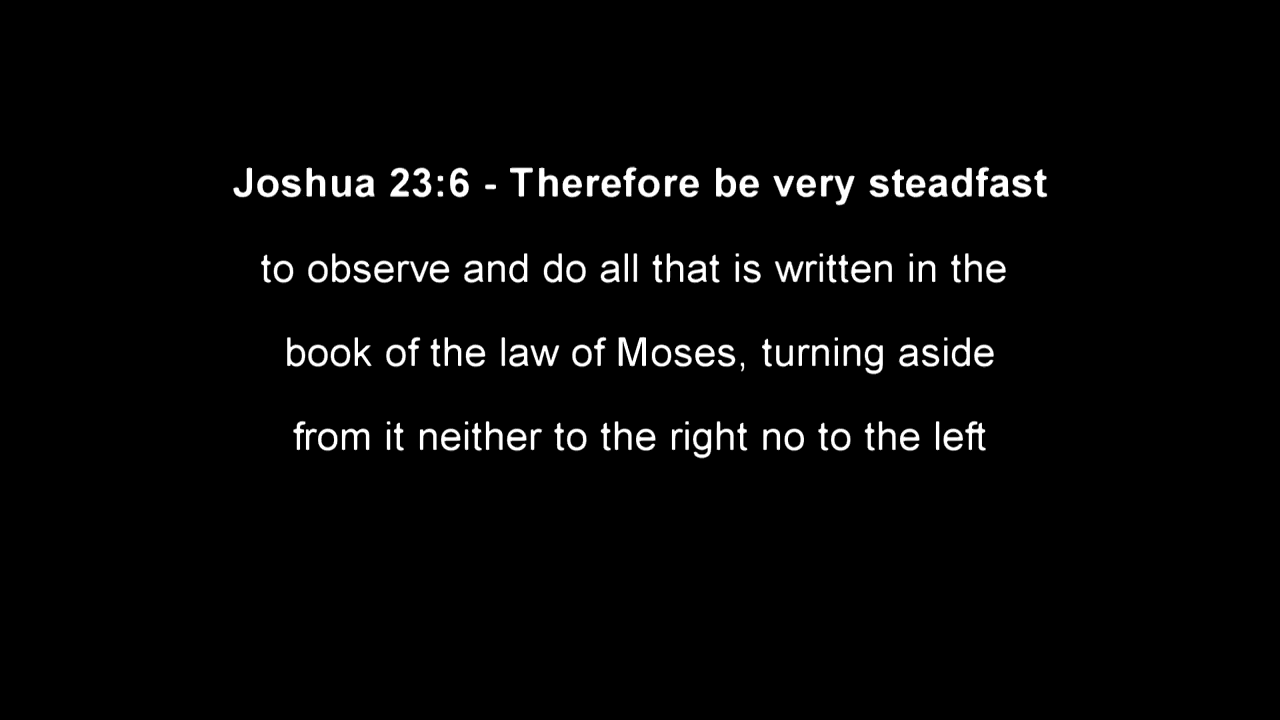 Joshua 23:6 - Therefore be very steadfast
to observe and do all that is written in the
book of the law of Moses, turning aside
from it neither to the right no to the left